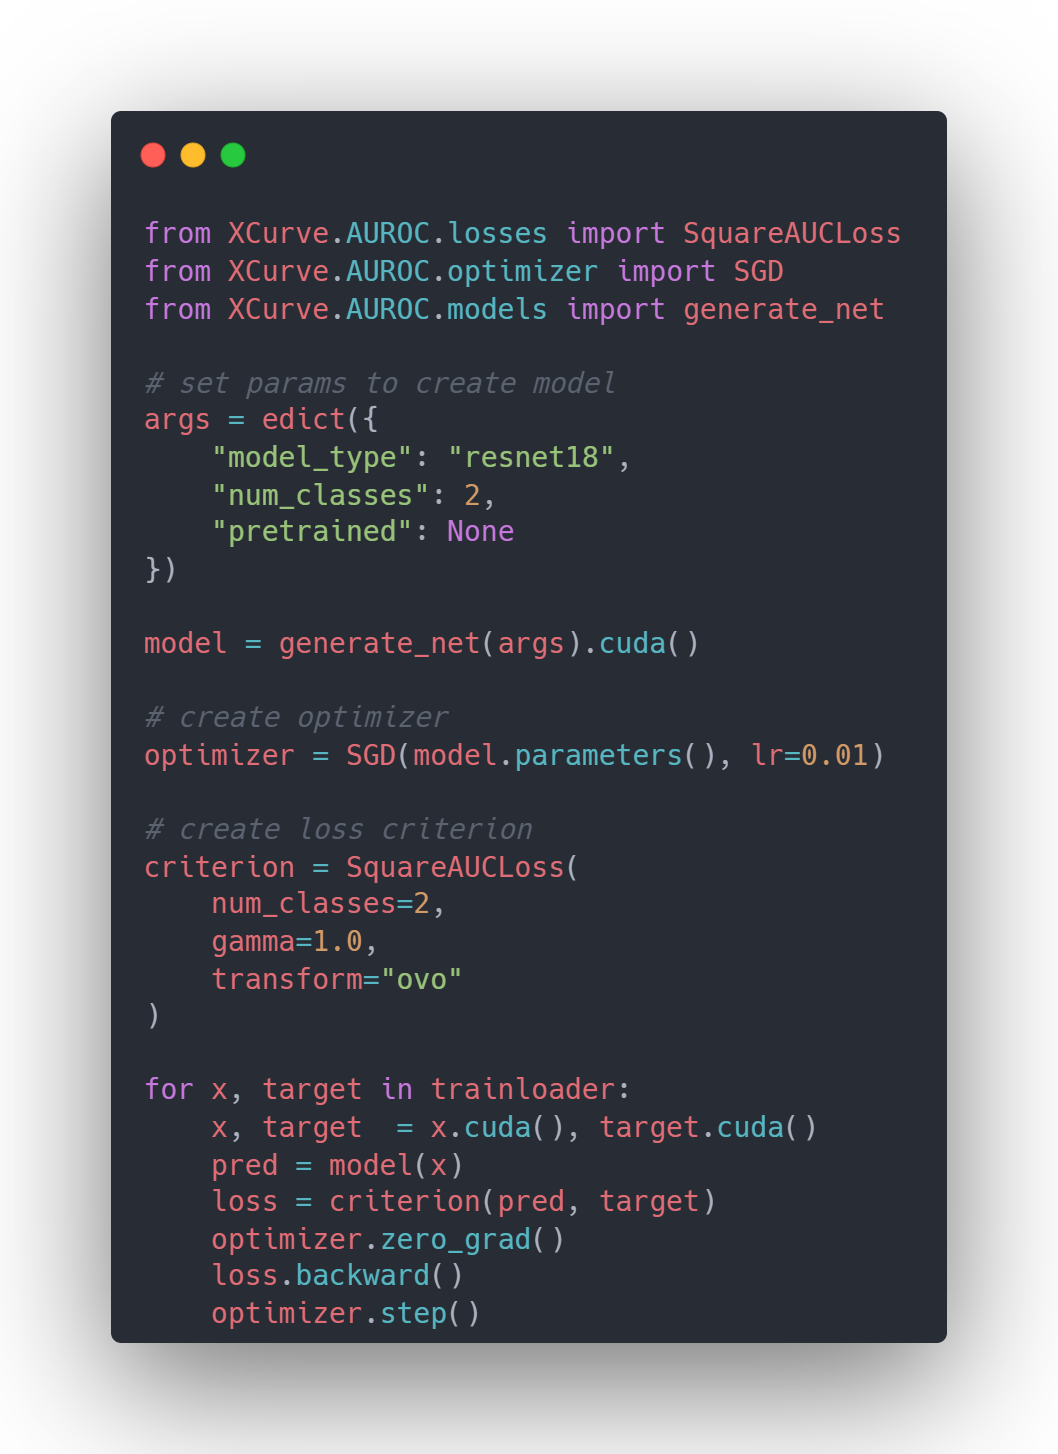 from XCurve.AUROC.losses import SquareAUCLoss
from XCurve.AUROC.optimizer import SGD
from XCurve.AUROC.models import generate_net

# set params to create model
args = edict({
    "model_type": "resnet18",
    "num_classes": 2,
    "pretrained": None
})

model = generate_net(args).cuda()

# create optimizer
optimizer = SGD(model.parameters(), lr=0.01)

# create loss criterion
criterion = SquareAUCLoss(
    num_classes=2,
    gamma=1.0,
    transform="ovo"
)

for x, target in trainloader:
    x, target  = x.cuda(), target.cuda()
    pred = model(x)
    loss = criterion(pred, target)
    optimizer.zero_grad()
    loss.backward()
    optimizer.step()